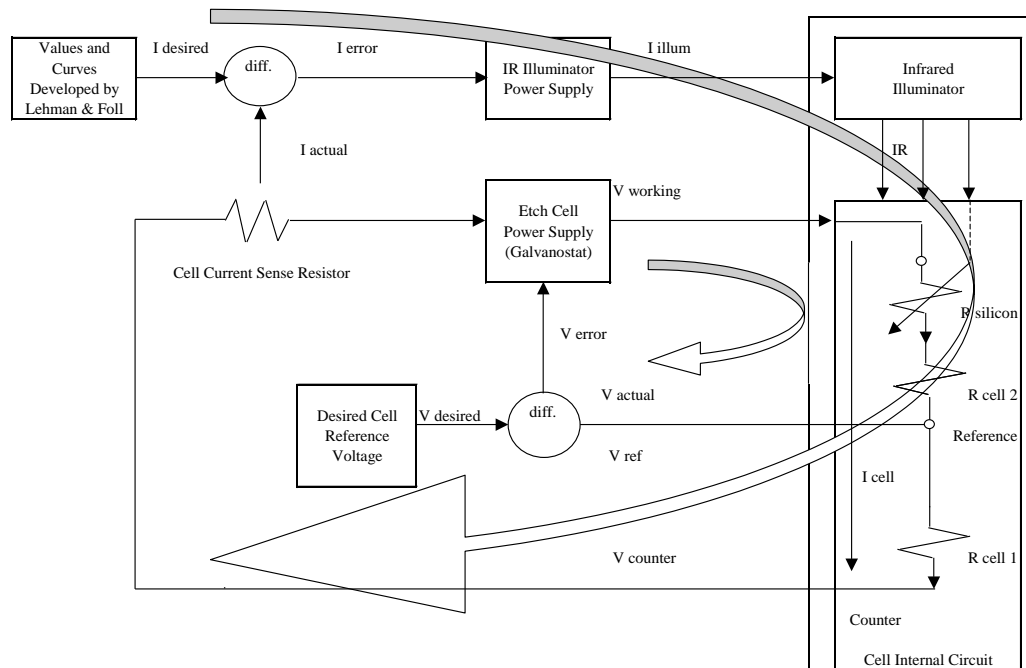 Values and
Curves
Developed by
Lehman & Foll
I desired
diff.
I error
IR Illuminator
Power Supply
I illum
Infrared
Illuminator
I actual
IR
V working
Etch Cell
Power Supply
(Galvanostat)
Cell Current Sense Resistor
R silicon
V error
V actual
R cell 2
Desired Cell
Reference
Voltage
V desired
diff.
V ref
Reference
I cell
V counter
R cell 1
Counter
Cell Internal Circuit